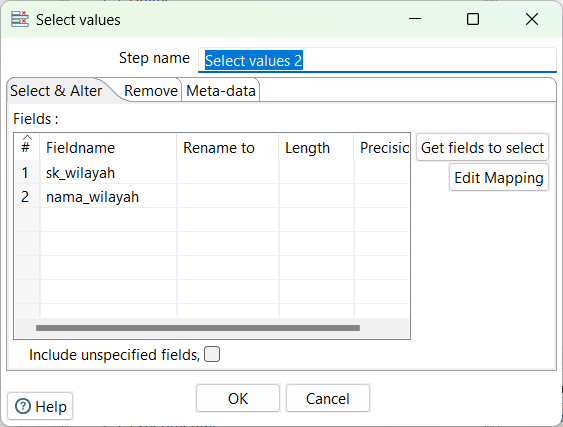 Select values
Step name Select values 2
Select & Alter Remove Meta-data
Fields :
# Fieldname Rename to Length Precisio
1 sk_wilayah
2 nama_wilayah
Get fields to select
Edit Mapping
Include unspecified fields,
OK Cancel
Help